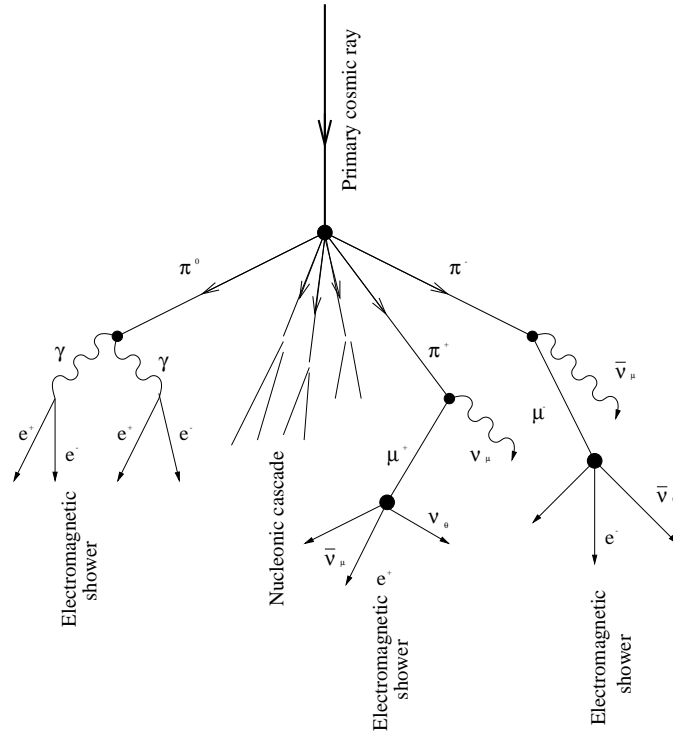 Primary cosmic ray
π⁰
π⁻
π⁺
γ
γ
ν̄μ
e⁺
e⁻
e⁺
e⁻
μ⁺
νμ
μ⁻
ν̄
e⁻
ν̄μ
νe
e⁺
Electromagnetic
shower
Nucleonic cascade
Electromagnetic
shower
Electromagnetic
shower